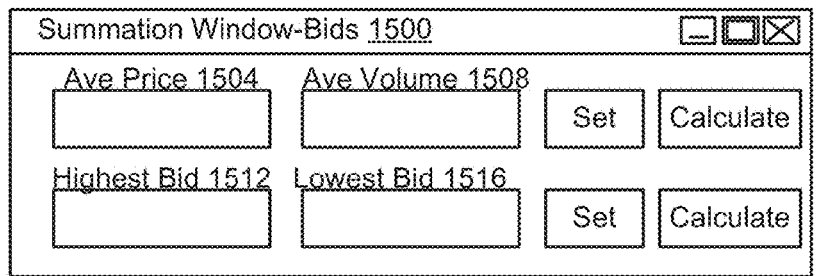 Summation Window-Bids 1500
Ave Price 1504 Ave Volume 1508
Set Calculate
Highest Bid 1512 Lowest Bid 1516
Set Calculate